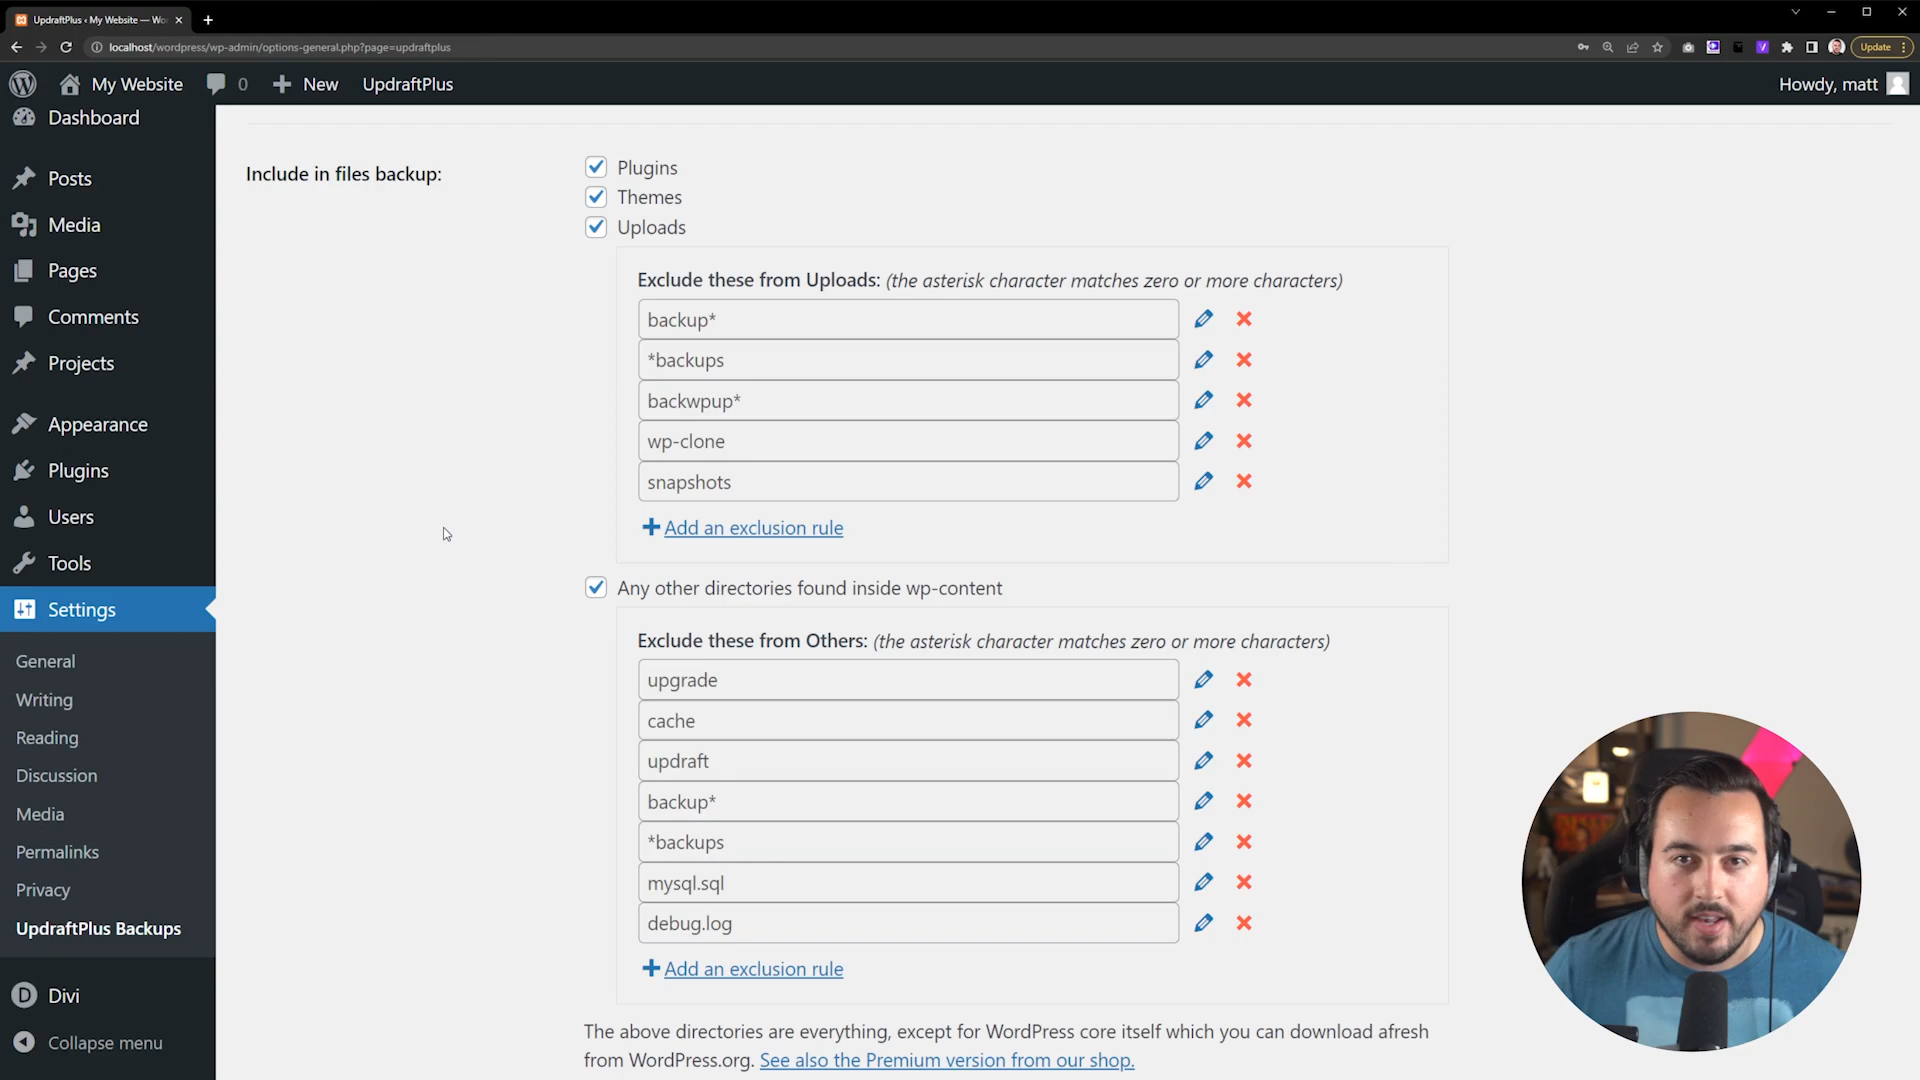 UpdraftPlus ‹ My Website — Wo
localhost/wordpress/wp-admin/options-general.php?page=updraftplus
Update
My Website
0
New
UpdraftPlus
Howdy, matt
Dashboard
Posts
Media
Pages
Comments
Projects
Appearance
Plugins
Users
Tools
Settings
General
Writing
Reading
Discussion
Media
Permalinks
Privacy
UpdraftPlus Backups
D Divi
Collapse menu
Include in files backup:
Plugins
Themes
Uploads
Exclude these from Uploads: (the asterisk character matches zero or more characters)
backup*
*backups
backwpup*
wp-clone
snapshots
Add an exclusion rule
Any other directories found inside wp-content
Exclude these from Others: (the asterisk character matches zero or more characters)
upgrade
cache
updraft
backup*
*backups
mysql.sql
debug.log
Add an exclusion rule
The above directories are everything, except for WordPress core itself which you can download afresh
from WordPress.org. See also the Premium version from our shop.